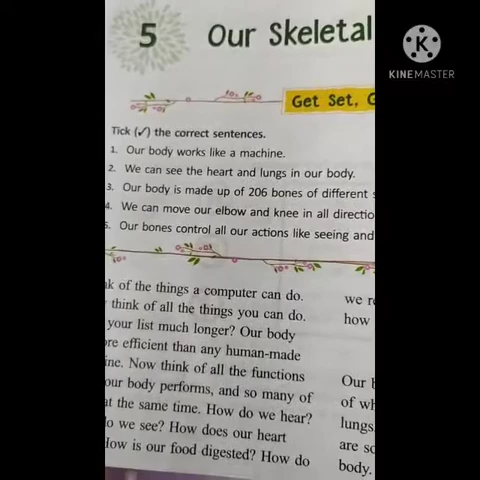 5 Our Skeletal
K
KINEMASTER
Get Set,
Tick (✓) the correct sentences.
1. Our body works like a machine.
2. We can see the heart and lungs in our body.
3. Our body is made up of 206 bones of different
4. We can move our elbow and knee in all directio
5. Our bones control all our actions like seeing and
of the things a computer can do.
think of all the things you can do.
your list much longer? Our body
efficient than any human-made
Now think of all the functions
our body performs, and so many of
at the same time. How do we hear?
we see? How does our heart
How is our food digested? How do
we
how
Our
of
lungs
are
body.